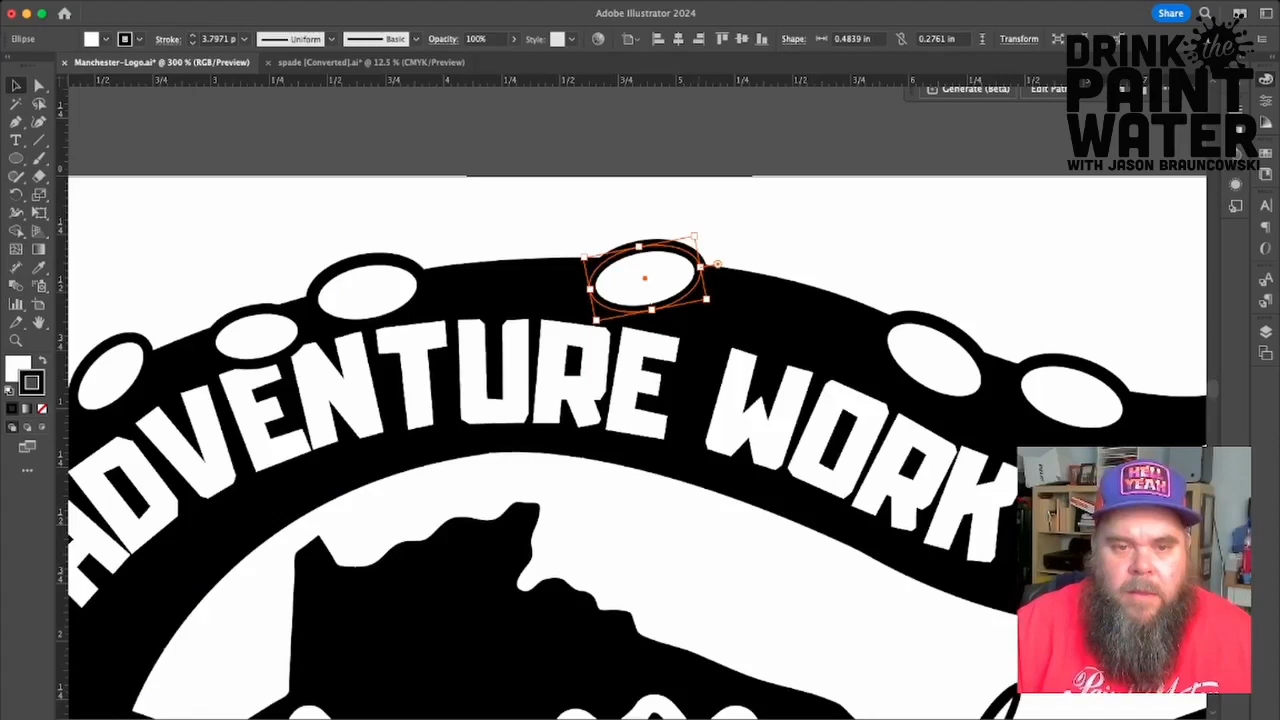 Adobe Illustrator 2024
Share
Ellipse
Stroke:
3.7971 p
Uniform
Basic
Opacity:
100%
Style:
Shape:
0.4839 in
0.2761 in
Transform
Manchester-Logo.ai* @ 300 % (RGB/Preview)
spade [Converted].ai* @ 12.5 % (CMYK/Preview)
Generate (Beta)
Edit Pat
DRINK the
PAINT
WATER
WITH JASON BRAUNCOWSKI
ADVENTURE WORK
HELL
YEAH